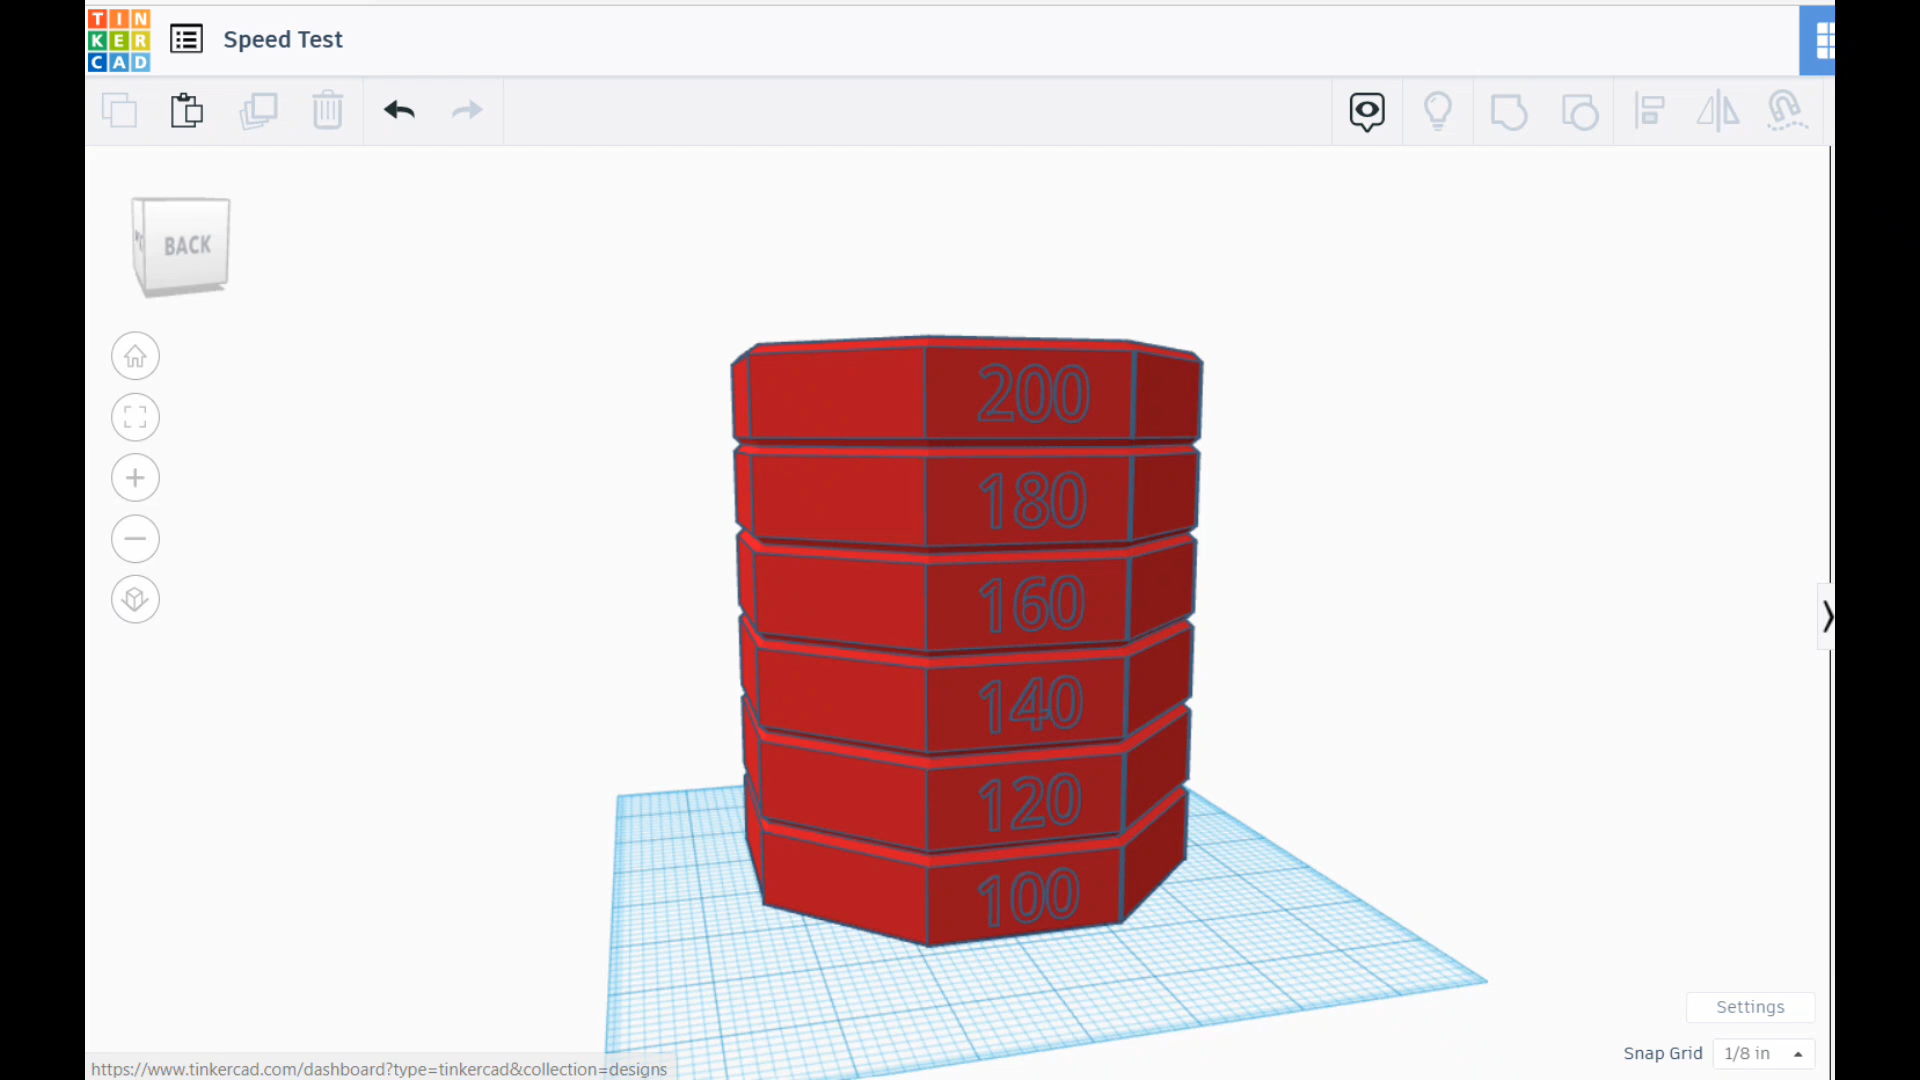 TIN
KER
CAD
Speed Test
BACK
200
180
160
140
120
100
Settings
Snap Grid 1/8 in
https://www.tinkercad.com/dashboard?type=tinkercad&collection=designs